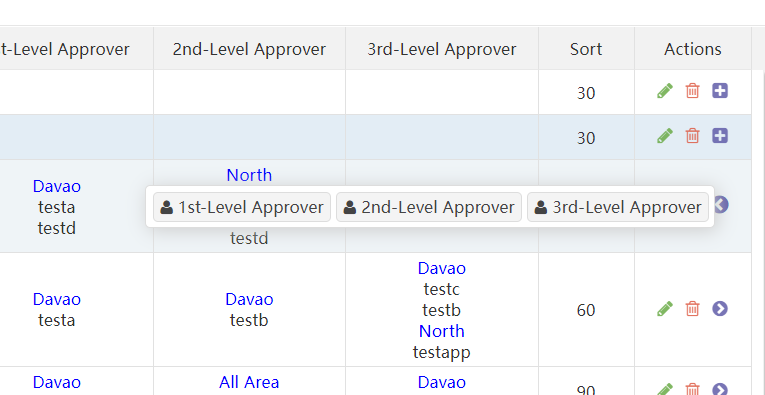 t-Level Approver 2nd-Level Approver 3rd-Level Approver Sort Actions
30
30
Davao
testa
testd
North
testd
1st-Level Approver 2nd-Level Approver 3rd-Level Approver
Davao
testa
Davao
testb
Davao
testc
testb
North
testapp
60
Davao All Area Davao 90